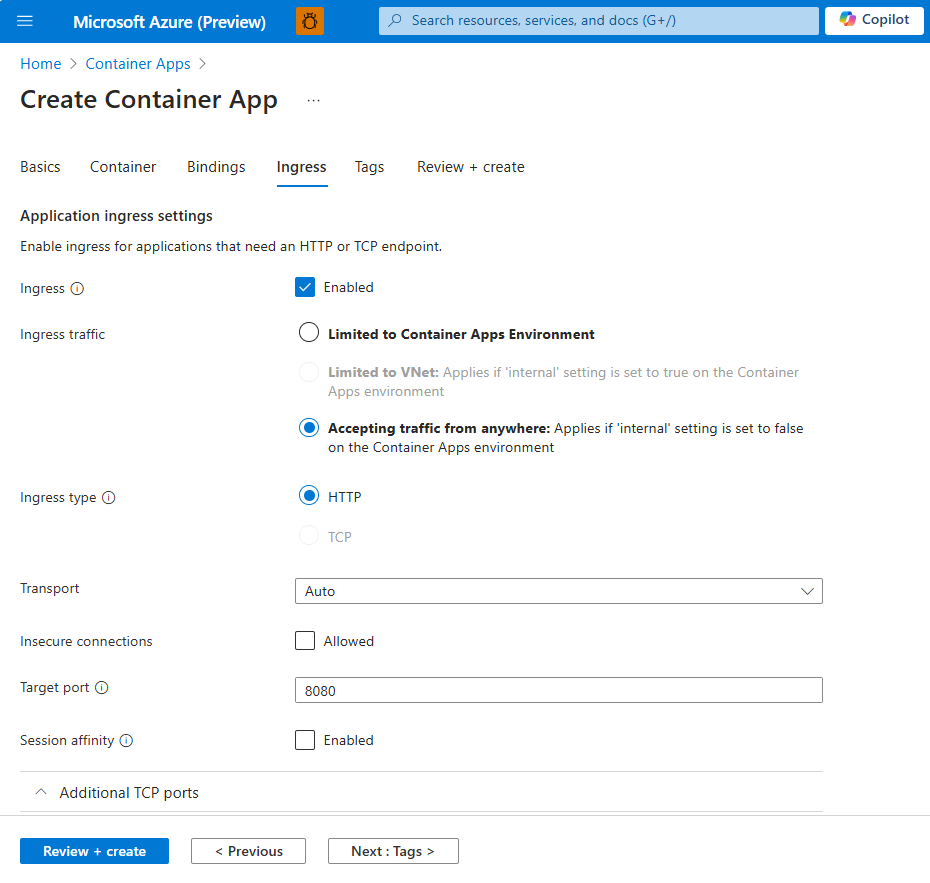 Microsoft Azure (Preview)
Search resources, services, and docs (G+/)
Copilot
Home > Container Apps >
Create Container App ...
Basics Container Bindings Ingress Tags Review + create
Application ingress settings
Enable ingress for applications that need an HTTP or TCP endpoint.
Ingress
Enabled
Ingress traffic
Limited to Container Apps Environment
Limited to VNet: Applies if 'internal' setting is set to true on the Container
Apps environment
Accepting traffic from anywhere: Applies if 'internal' setting is set to false
on the Container Apps environment
Ingress type
HTTP
TCP
Transport
Auto
Insecure connections
Allowed
Target port
8080
Session affinity
Enabled
Additional TCP ports
Review + create
< Previous
Next : Tags >